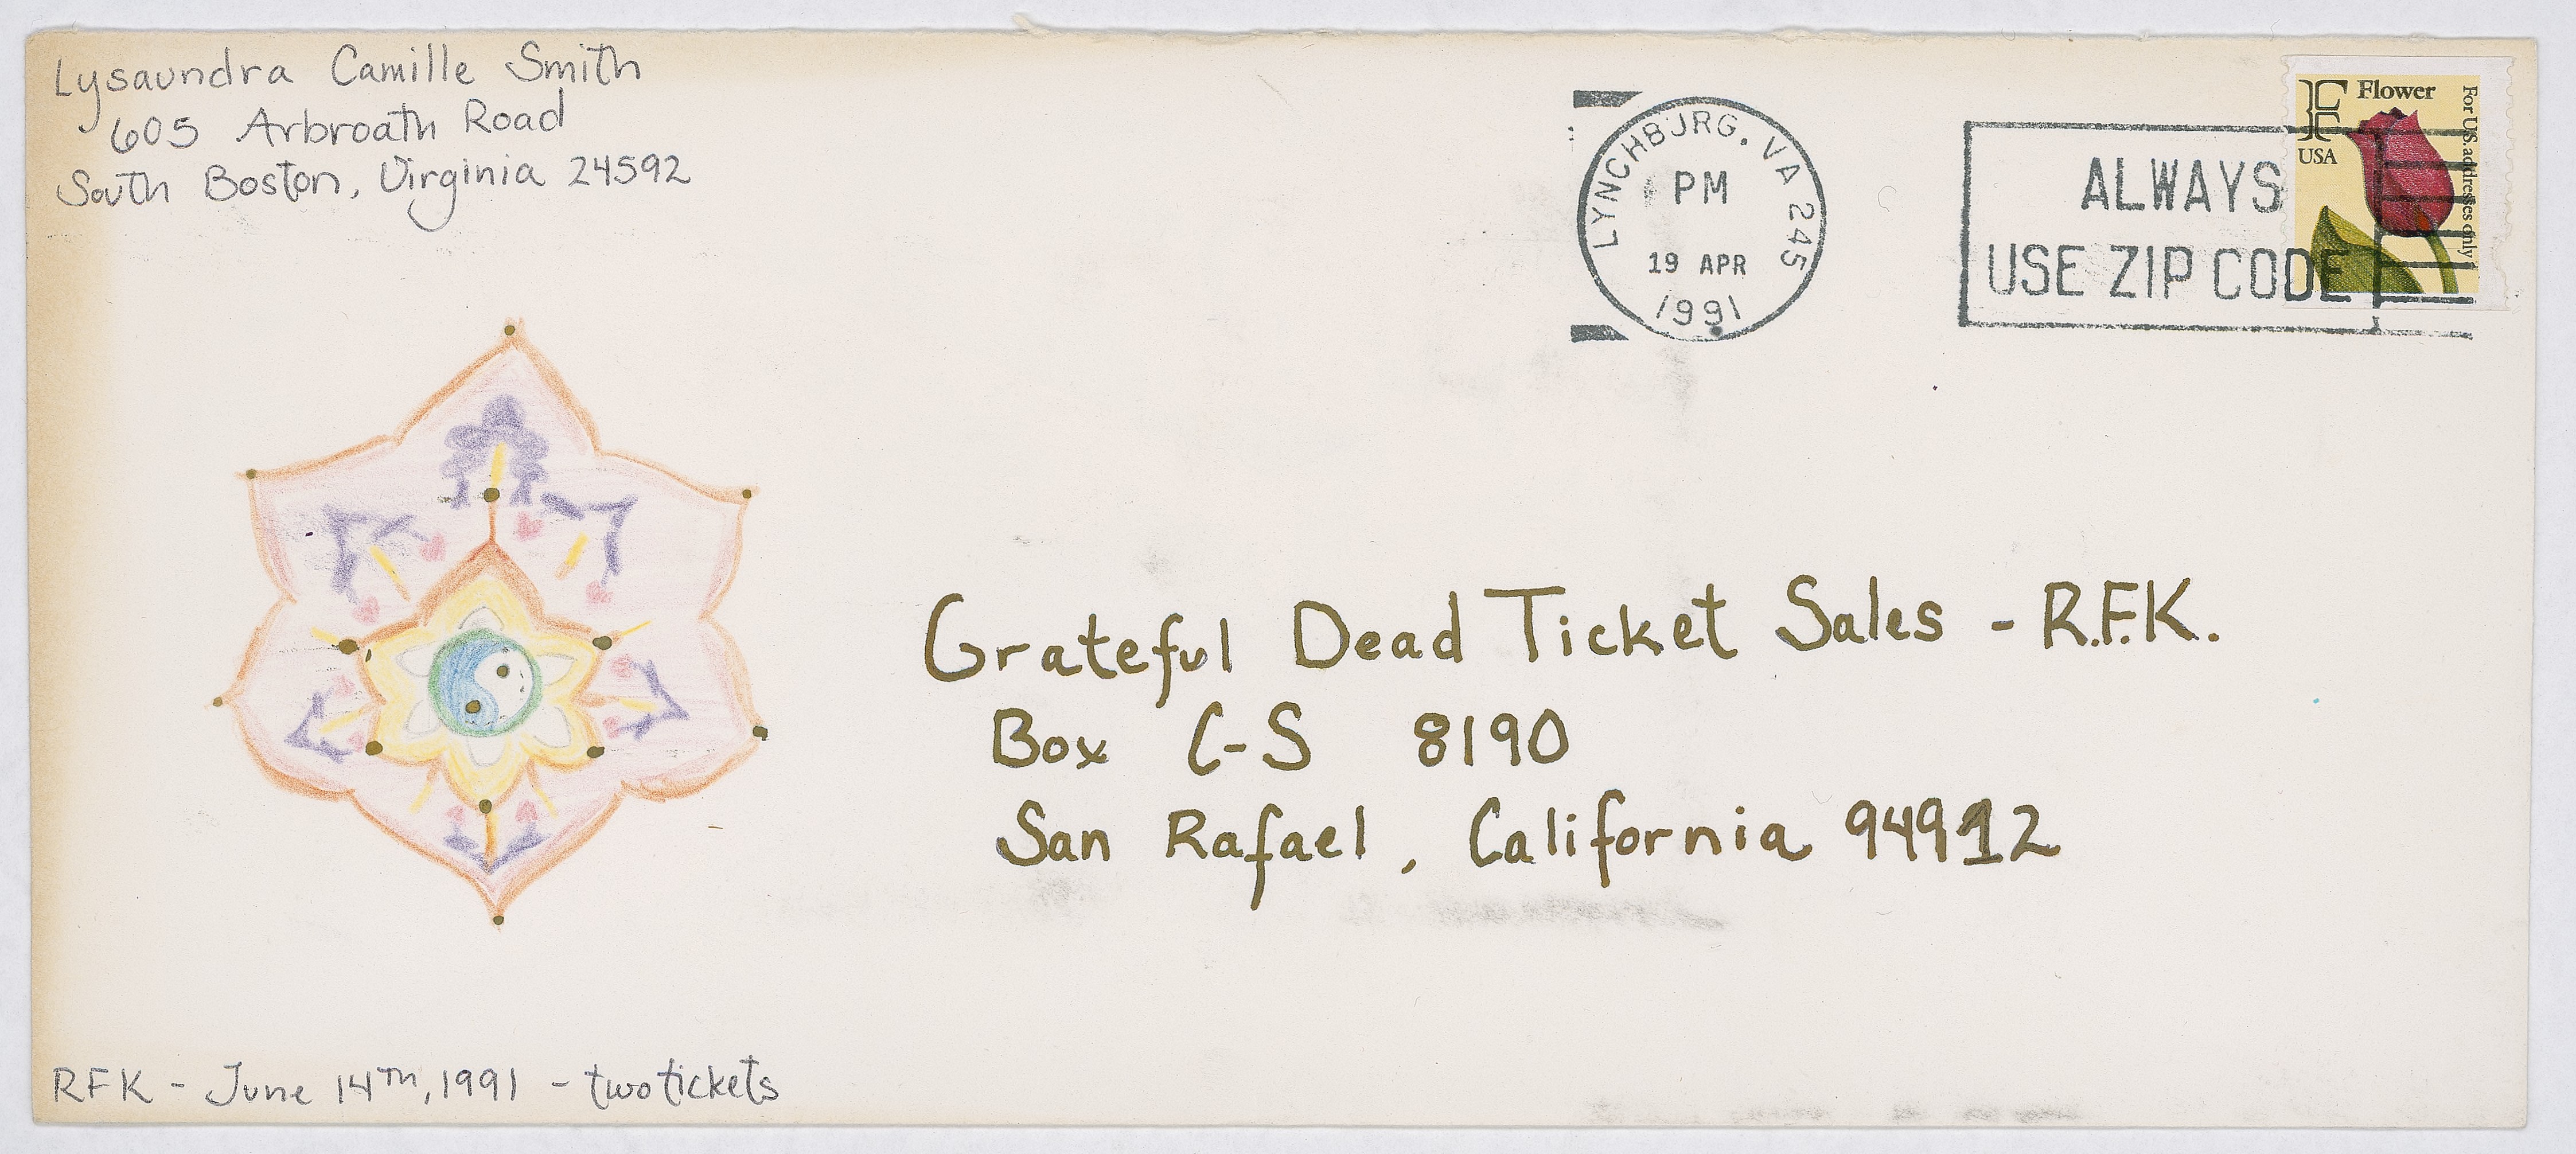 Lysaundra Camille Smith
605 Arbroath Road
South Boston, Virginia 24592
LYNCHBURG, VA 245
PM
19 APR
1991
ALWAYS
USE ZIP CODE
F Flower
USA
For U.S. addresses only
Grateful Dead Ticket Sales - R.F.K.
Box C-S 8190
San Rafael, California 94912
RFK - June 14TH, 1991 - two tickets